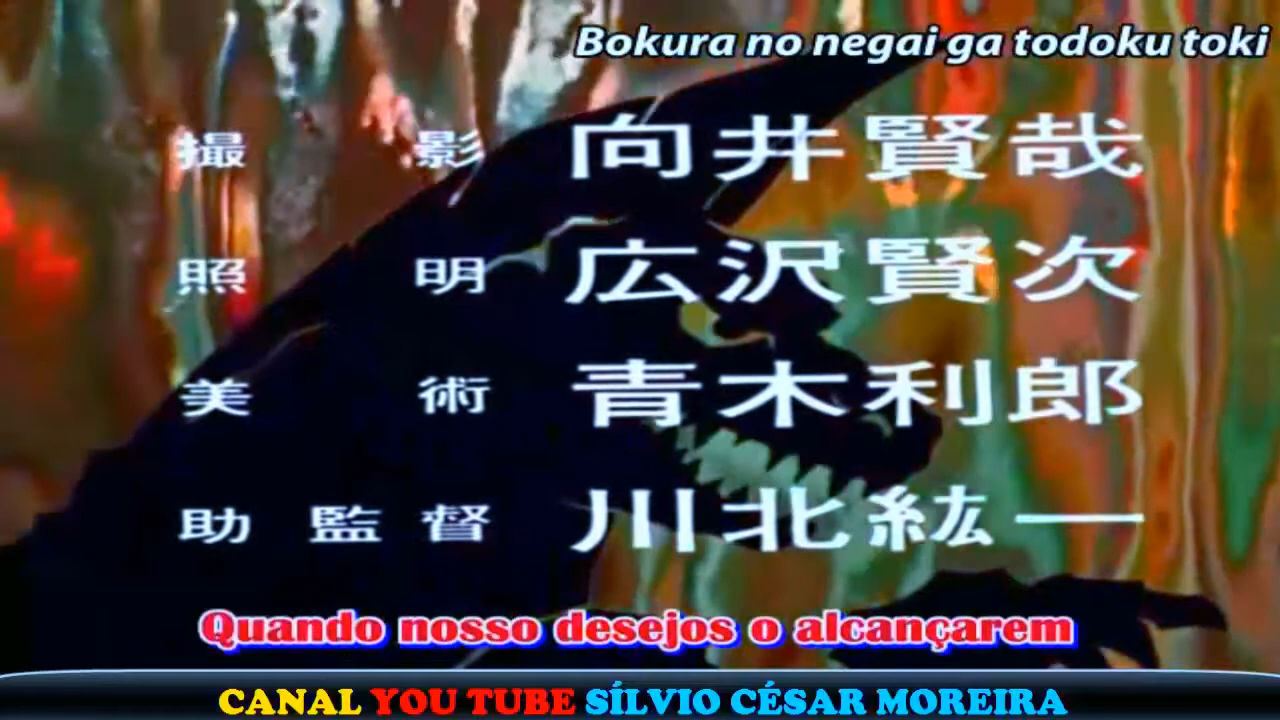 Bokura no negai ga todoku toki
撮影 向井賢哉
照明 広沢賢次
美術 青木利郎
助監督 川北紘一
Quando nosso desejos o alcançarem
CANAL YOU TUBE SÍLVIO CÉSAR MOREIRA